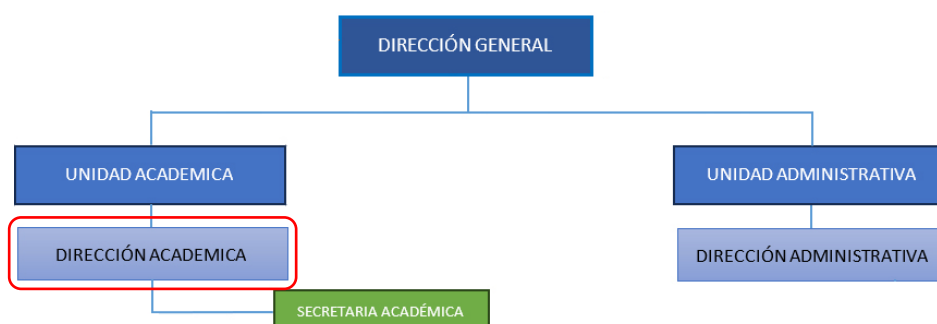 DIRECCIÓN GENERAL
UNIDAD ACADEMICA
UNIDAD ADMINISTRATIVA
DIRECCIÓN ACADEMICA
DIRECCIÓN ADMINISTRATIVA
SECRETARIA ACADÉMICA